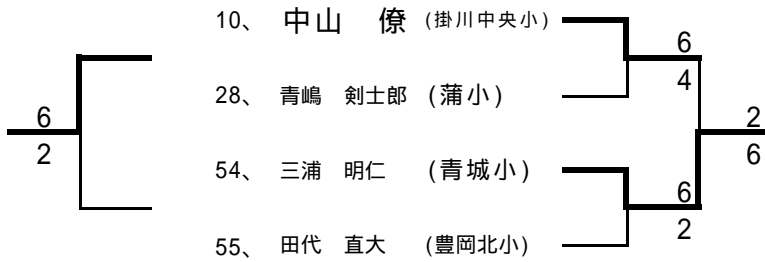 10、 中山 僚 (掛川中央小)
6
4
28、 青嶋 剣士郎 (蒲小)
6
2
2
6
54、 三浦 明仁 (青城小)
6
2
55、 田代 直大 (豊岡北小)